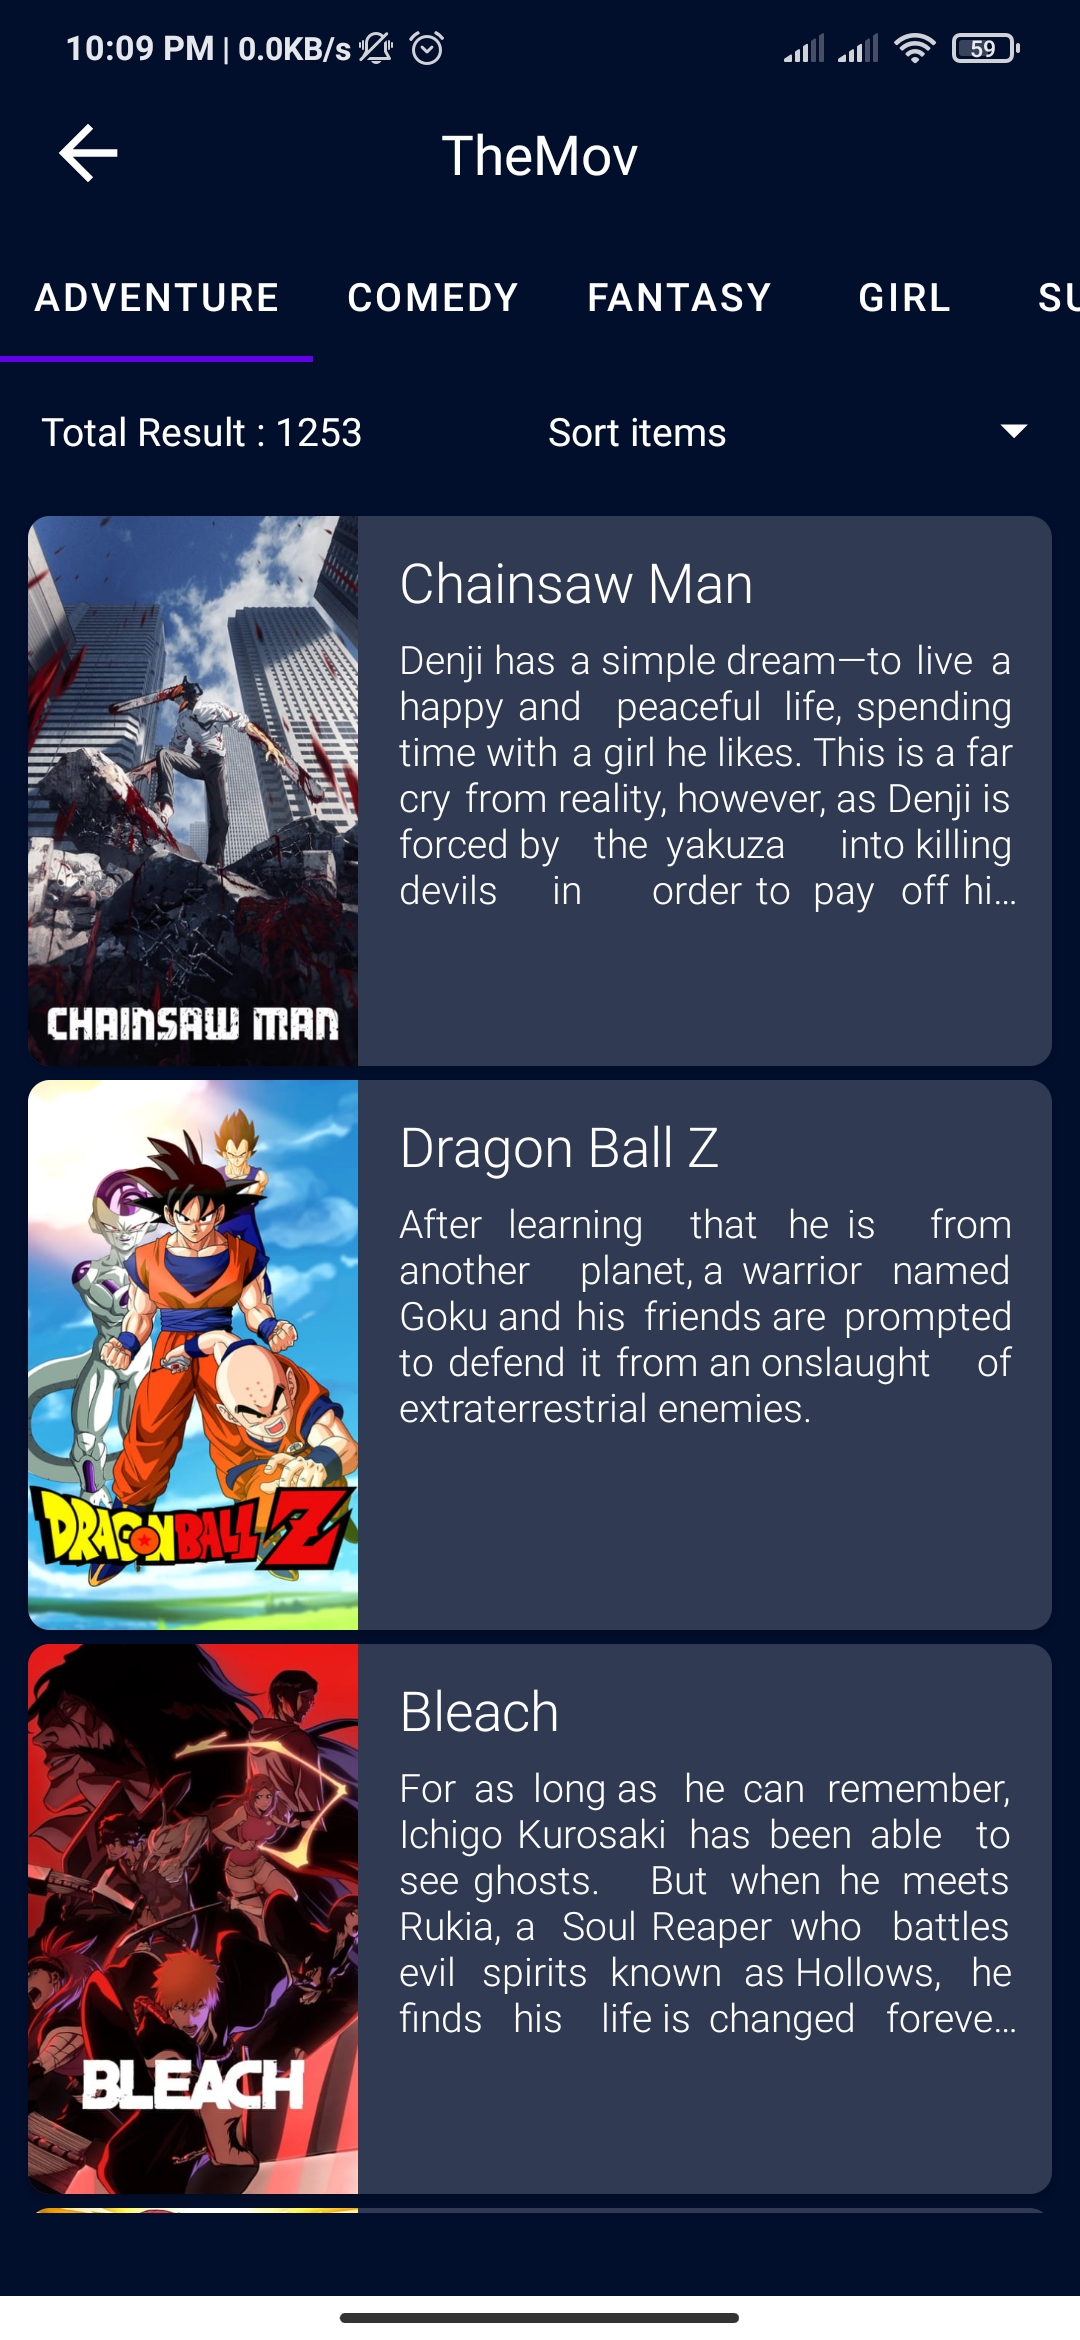 10:09 PM | 0.0KB/s
59
TheMov
ADVENTURE COMEDY FANTASY GIRL SU
Total Result : 1253
Sort items
CHAINSAW MAN
Chainsaw Man
Denji has a simple dream—to live a
happy and peaceful life, spending
time with a girl he likes. This is a far
cry from reality, however, as Denji is
forced by the yakuza into killing
devils in order to pay off hi…
DRAGON BALL Z
Dragon Ball Z
After learning that he is from
another planet, a warrior named
Goku and his friends are prompted
to defend it from an onslaught of
extraterrestrial enemies.
BLEACH
Bleach
For as long as he can remember,
Ichigo Kurosaki has been able to
see ghosts. But when he meets
Rukia, a Soul Reaper who battles
evil spirits known as Hollows, he
finds his life is changed foreve…